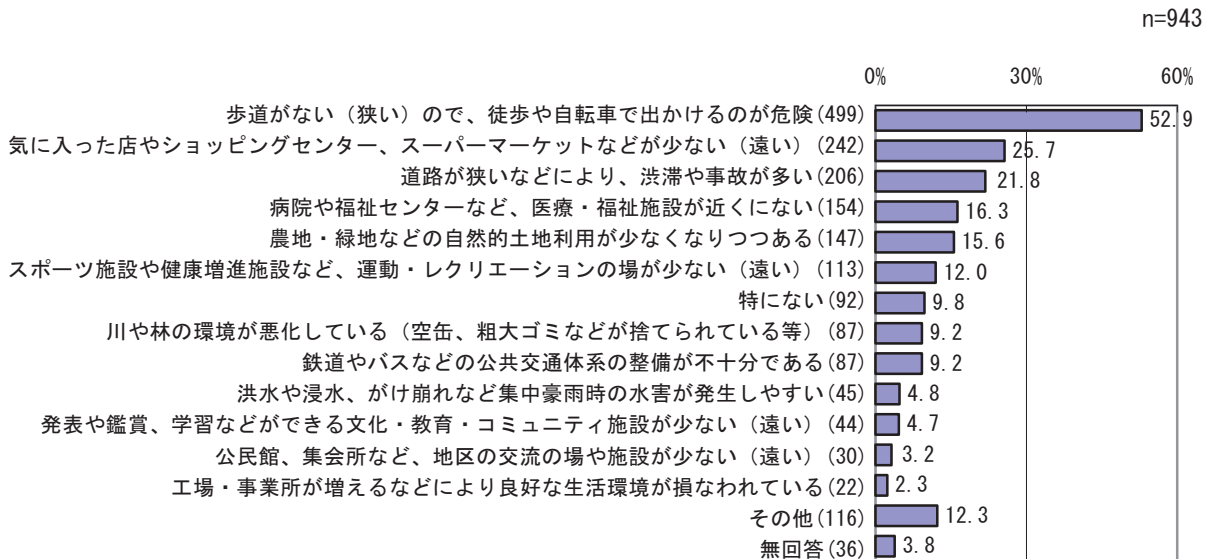 n=943
0% 30% 60%
歩道がない（狭い）ので、徒歩や自転車で出かけるのが危険(499) 52.9
気に入った店やショッピングセンター、スーパーマーケットなどが少ない（遠い）(242) 25.7
道路が狭いなどにより、渋滞や事故が多い(206) 21.8
病院や福祉センターなど、医療・福祉施設が近くにない(154) 16.3
農地・緑地などの自然的土地利用が少なくなりつつある(147) 15.6
スポーツ施設や健康増進施設など、運動・レクリエーションの場が少ない（遠い）(113) 12.0
特にない(92) 9.8
川や林の環境が悪化している（空缶、粗大ゴミなどが捨てられている等）(87) 9.2
鉄道やバスなどの公共交通体系の整備が不十分である(87) 9.2
洪水や浸水、がけ崩れなど集中豪雨時の水害が発生しやすい(45) 4.8
発表や鑑賞、学習などができる文化・教育・コミュニティ施設が少ない（遠い）(44) 4.7
公民館、集会所など、地区の交流の場や施設が少ない（遠い）(30) 3.2
工場・事業所が増えるなどにより良好な生活環境が損なわれている(22) 2.3
その他(116) 12.3
無回答(36) 3.8